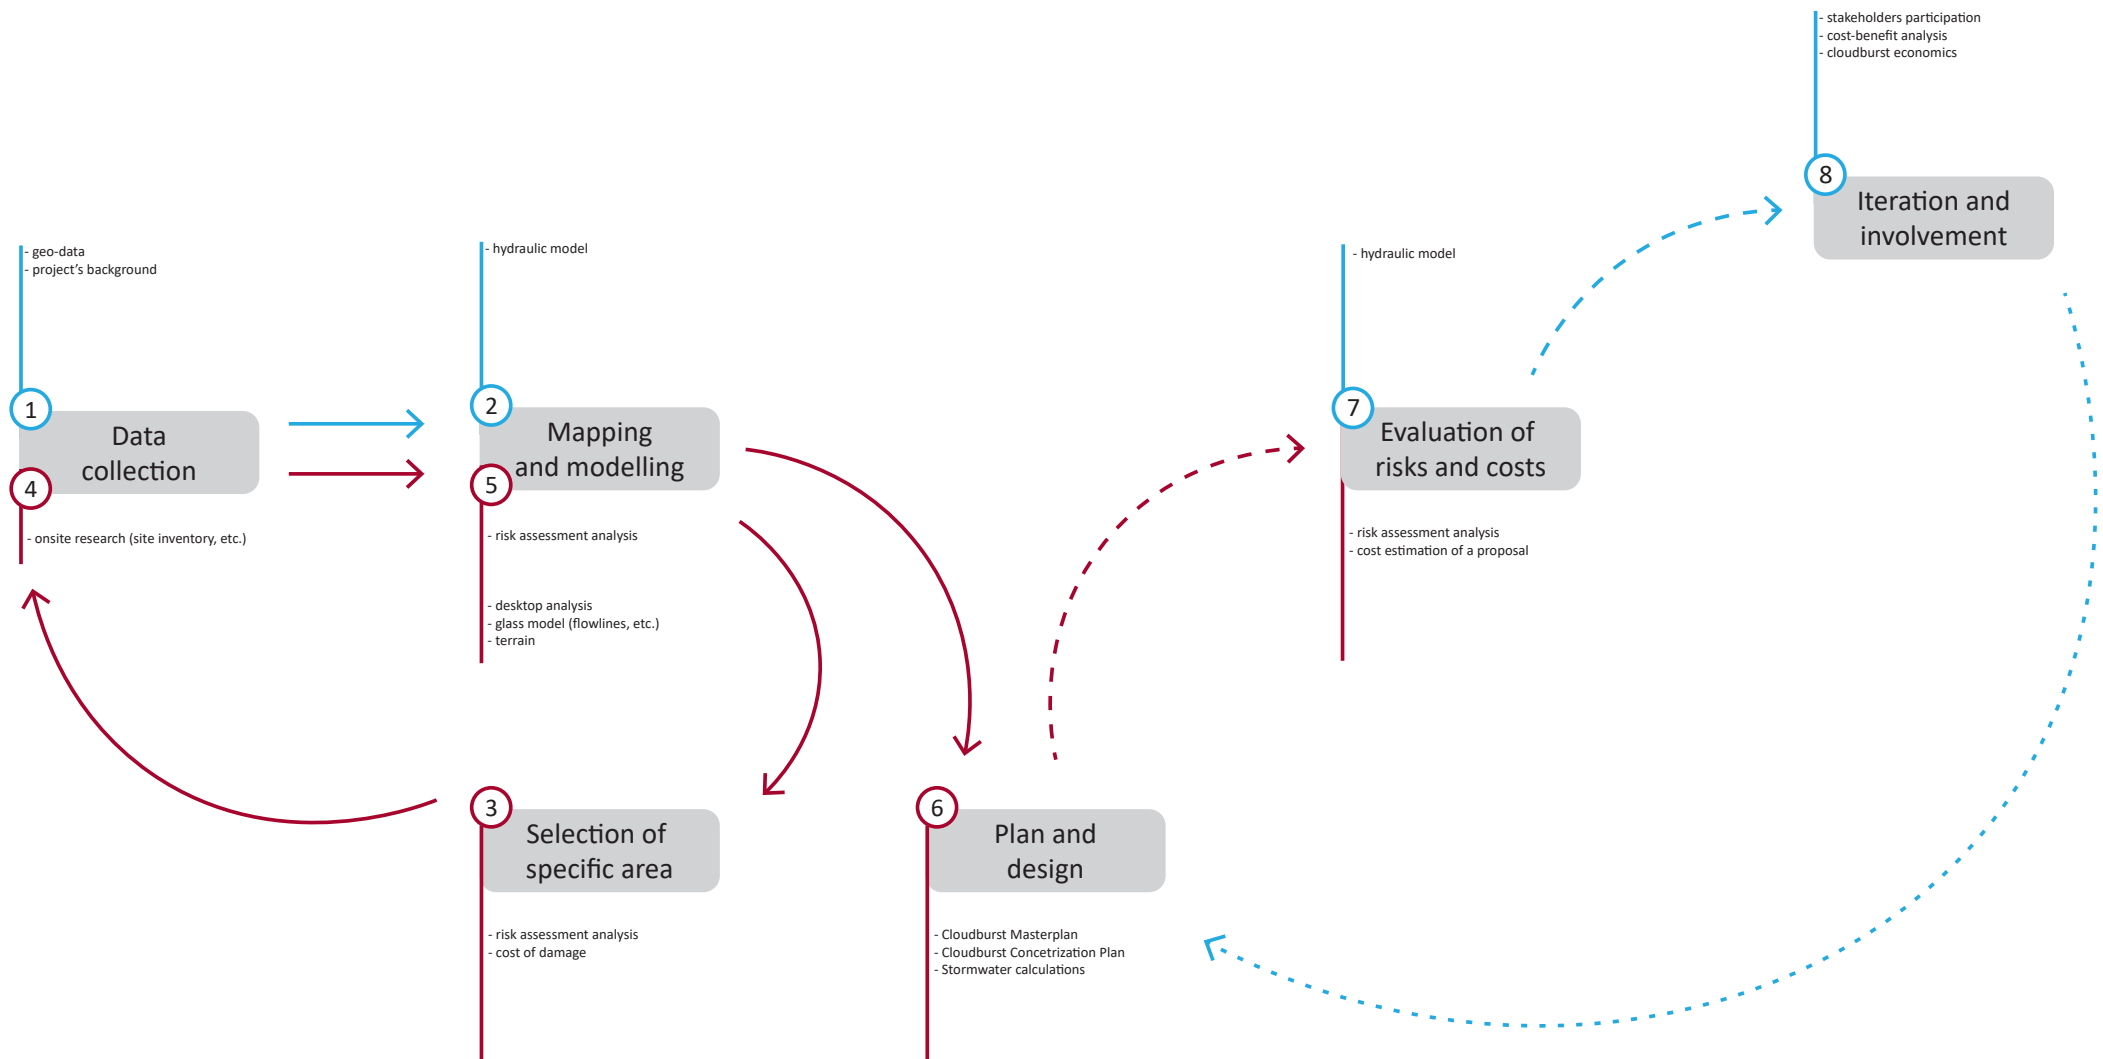 - stakeholders participation
- cost-benefit analysis
- cloudburst economics
8
Iteration and
involvement
- geo-data
- project's background
1
Data
collection
4
- onsite research (site inventory, etc.)
- hydraulic model
2
Mapping
and modelling
5
- risk assessment analysis
- desktop analysis
- glass model (flowlines, etc.)
- terrain
3
Selection of
specific area
- risk assessment analysis
- cost of damage
6
Plan and
design
- Cloudburst Masterplan
- Cloudburst Concetrization Plan
- Stormwater calculations
- hydraulic model
7
Evaluation of
risks and costs
- risk assessment analysis
- cost estimation of a proposal